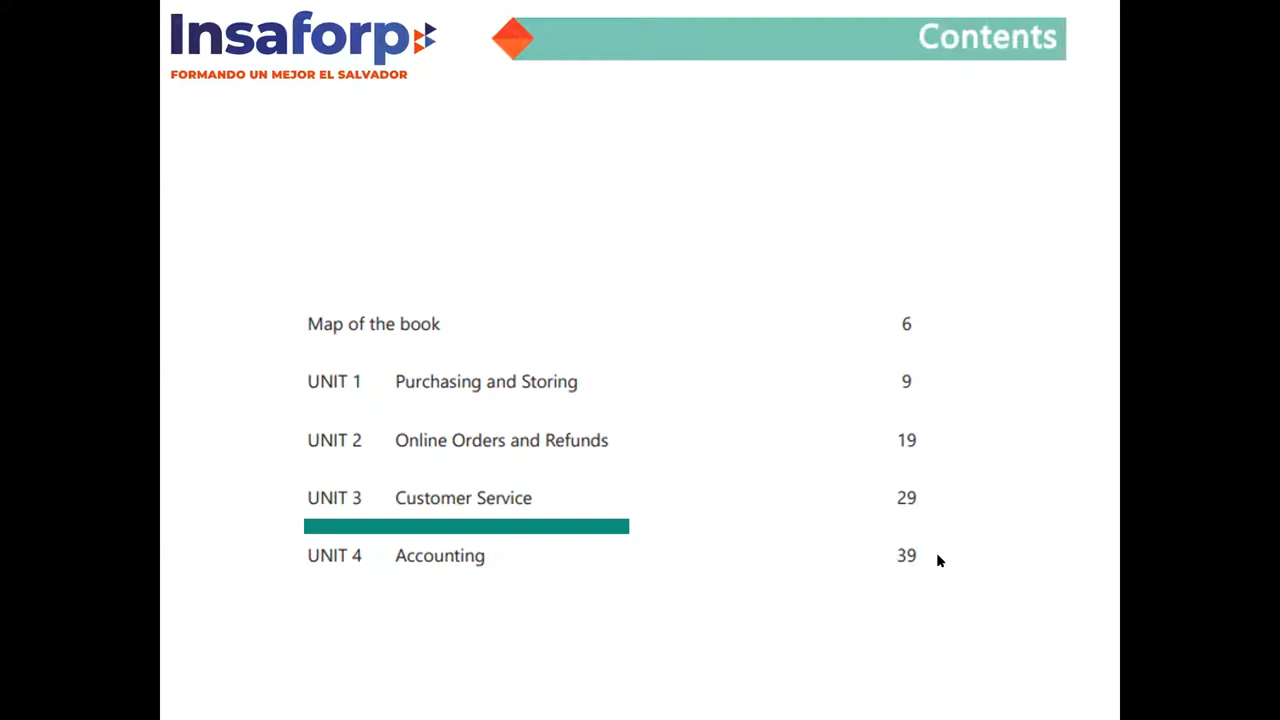 Insaforp
FORMANDO UN MEJOR EL SALVADOR
Contents
Map of the book 6
UNIT 1 Purchasing and Storing 9
UNIT 2 Online Orders and Refunds 19
UNIT 3 Customer Service 29
UNIT 4 Accounting 39